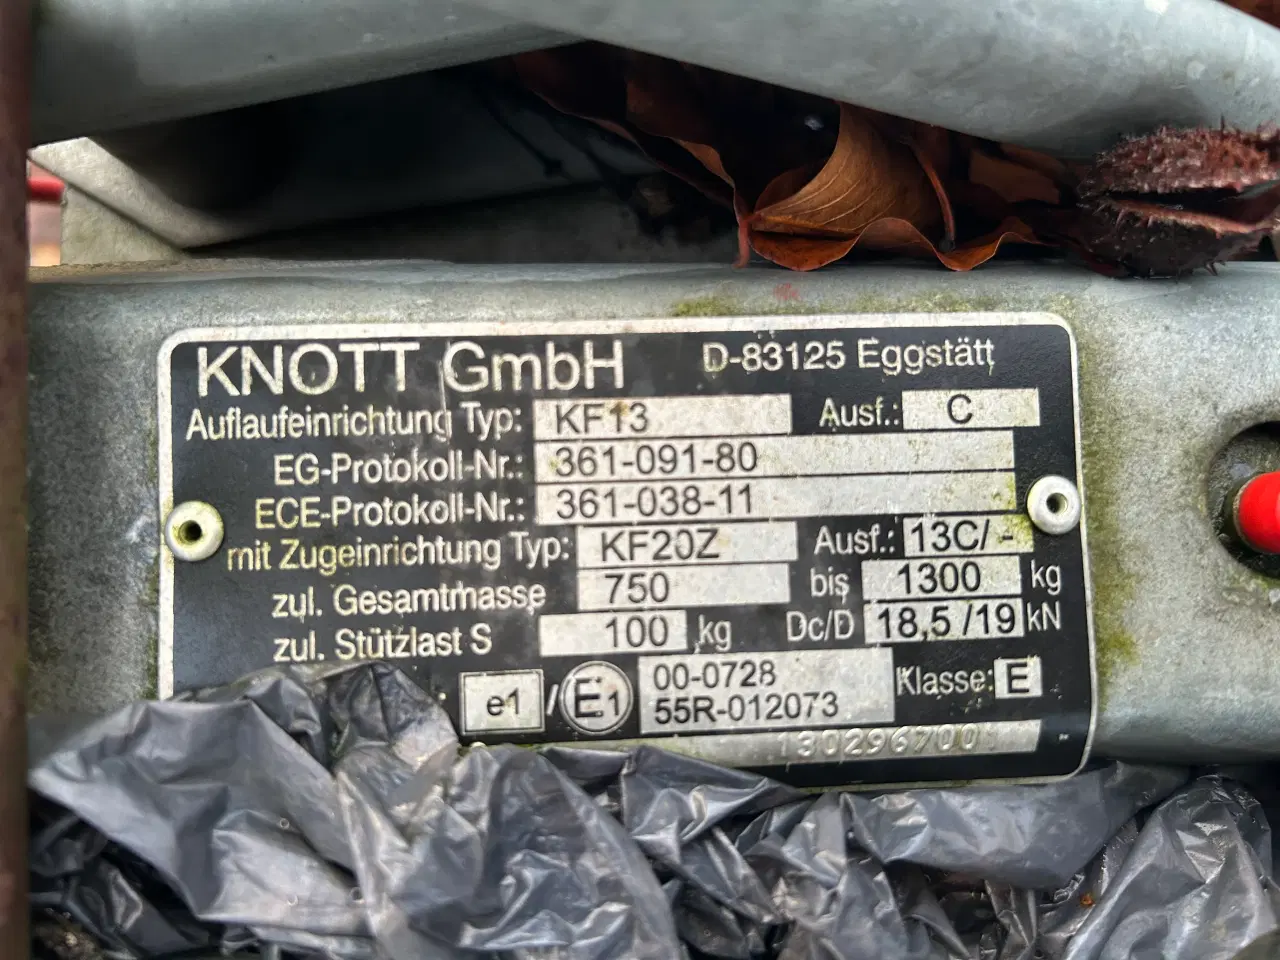 KNOTT GmbH D-83125 Eggstätt
Auflaufeinrichtung Typ: KF13 Ausf.: C
EG-Protokoll-Nr.: 361-091-80
ECE-Protokoll-Nr.: 361-038-11
mit Zugeinrichtung Typ: KF20Z Ausf.: 13C/-
zul. Gesamtmasse 750 bis 1300 kg
zul. Stützlast S 100 kg Dc/D 18,5/19 kN
e1 / E1 00-0728 Klasse: E
55R-012073
130296700